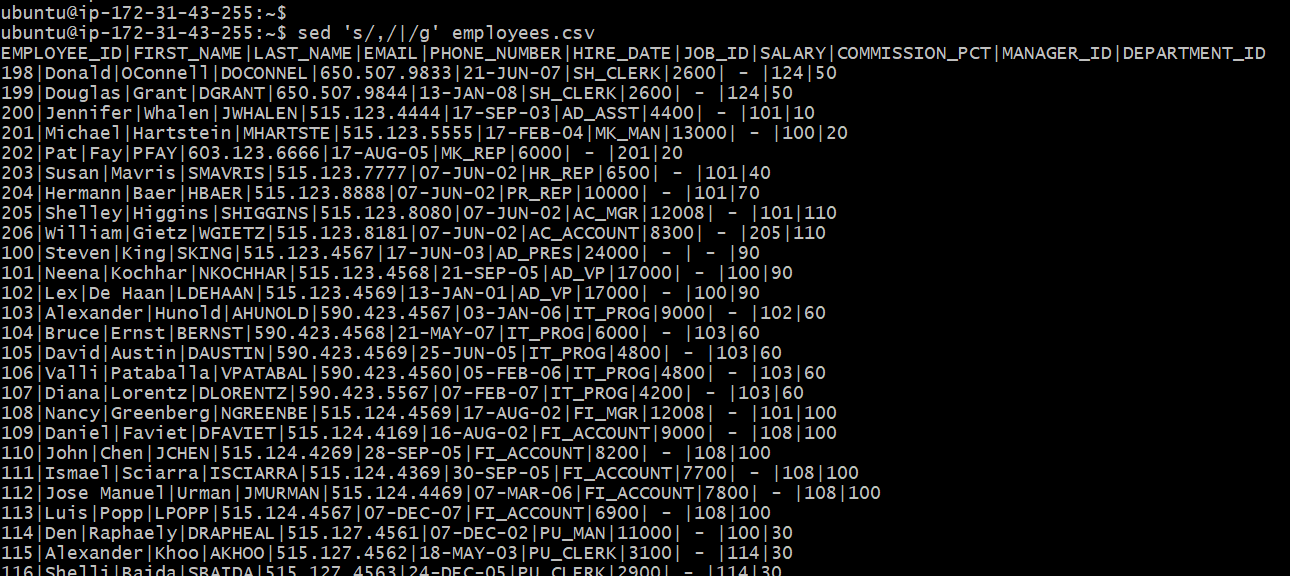 ubuntu@ip-172-31-43-255:~$
ubuntu@ip-172-31-43-255:~$ sed 's/,/|/g' employees.csv
EMPLOYEE_ID|FIRST_NAME|LAST_NAME|EMAIL|PHONE_NUMBER|HIRE_DATE|JOB_ID|SALARY|COMMISSION_PCT|MANAGER_ID|DEPARTMENT_ID
198|Donald|OConnell|DOCONNEL|650.507.9833|21-JUN-07|SH_CLERK|2600| - |124|50
199|Douglas|Grant|DGRANT|650.507.9844|13-JAN-08|SH_CLERK|2600| - |124|50
200|Jennifer|Whalen|JWHALEN|515.123.4444|17-SEP-03|AD_ASST|4400| - |101|10
201|Michael|Hartstein|MHARTSTE|515.123.5555|17-FEB-04|MK_MAN|13000| - |100|20
202|Pat|Fay|PFAY|603.123.6666|17-AUG-05|MK_REP|6000| - |201|20
203|Susan|Mavris|SMAVRIS|515.123.7777|07-JUN-02|HR_REP|6500| - |101|40
204|Hermann|Baer|HBAER|515.123.8888|07-JUN-02|PR_REP|10000| - |101|70
205|Shelley|Higgins|SHIGGINS|515.123.8080|07-JUN-02|AC_MGR|12008| - |101|110
206|William|Gietz|WGIETZ|515.123.8181|07-JUN-02|AC_ACCOUNT|8300| - |205|110
100|Steven|King|SKING|515.123.4567|17-JUN-03|AD_PRES|24000| - | - |90
101|Neena|Kochhar|NKOCHHAR|515.123.4568|21-SEP-05|AD_VP|17000| - |100|90
102|Lex|De Haan|LDEHAAN|515.123.4569|13-JAN-01|AD_VP|17000| - |100|90
103|Alexander|Hunold|AHUNOLD|590.423.4567|03-JAN-06|IT_PROG|9000| - |102|60
104|Bruce|Ernst|BERNST|590.423.4568|21-MAY-07|IT_PROG|6000| - |103|60
105|David|Austin|DAUSTIN|590.423.4569|25-JUN-05|IT_PROG|4800| - |103|60
106|Valli|Pataballa|VPATABAL|590.423.4560|05-FEB-06|IT_PROG|4800| - |103|60
107|Diana|Lorentz|DLORENTZ|590.423.5567|07-FEB-07|IT_PROG|4200| - |103|60
108|Nancy|Greenberg|NGREENBE|515.124.4569|17-AUG-02|FI_MGR|12008| - |101|100
109|Daniel|Faviet|DFAVIET|515.124.4169|16-AUG-02|FI_ACCOUNT|9000| - |108|100
110|John|Chen|JCHEN|515.124.4269|28-SEP-05|FI_ACCOUNT|8200| - |108|100
111|Ismael|Sciarra|ISCIARRA|515.124.4369|30-SEP-05|FI_ACCOUNT|7700| - |108|100
112|Jose Manuel|Urman|JMURMAN|515.124.4469|07-MAR-06|FI_ACCOUNT|7800| - |108|100
113|Luis|Popp|LPOPP|515.124.4567|07-DEC-07|FI_ACCOUNT|6900| - |108|100
114|Den|Raphaely|DRAPHEAL|515.127.4561|07-DEC-02|PU_MAN|11000| - |100|30
115|Alexander|Khoo|AKHOO|515.127.4562|18-MAY-03|PU_CLERK|3100| - |114|30
116|Shelli|Baida|SBAIDA|515.127.4563|24-DEC-05|PU_CLERK|2900| - |114|30